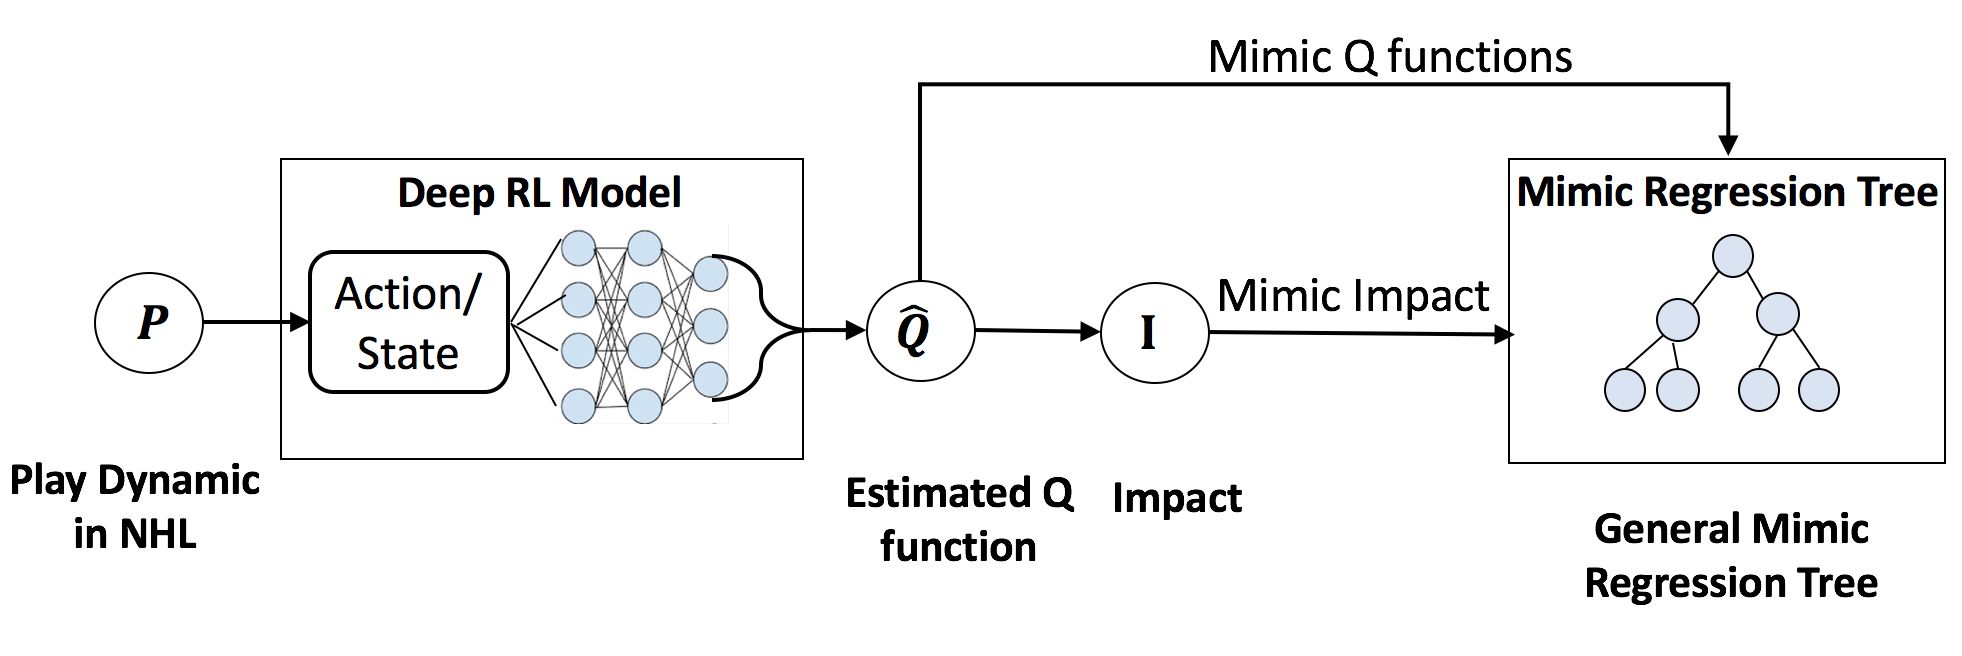 Mimic Q functions
Deep RL Model
Mimic Regression Tree
Action/
State
P
Q̂
I
Mimic Impact
Play Dynamic
in NHL
Estimated Q
function
Impact
General Mimic
Regression Tree